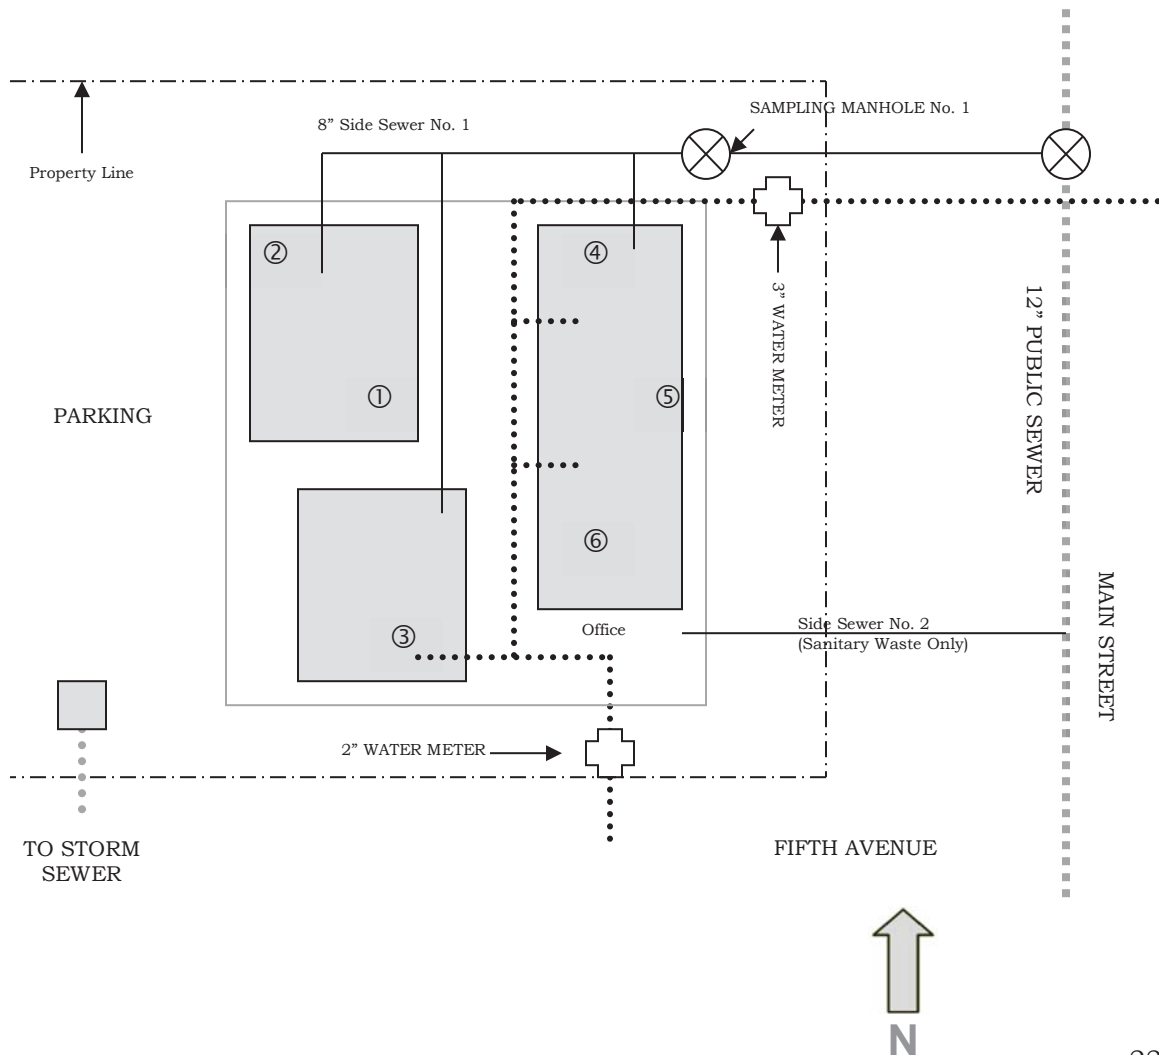 SAMPLING MANHOLE No. 1
8” Side Sewer No. 1
Property Line
②
④
3” WATER METER
12” PUBLIC SEWER
①
⑤
PARKING
⑥
③
Office
Side Sewer No. 2
(Sanitary Waste Only)
MAIN STREET
2” WATER METER
TO STORM
SEWER
FIFTH AVENUE
N